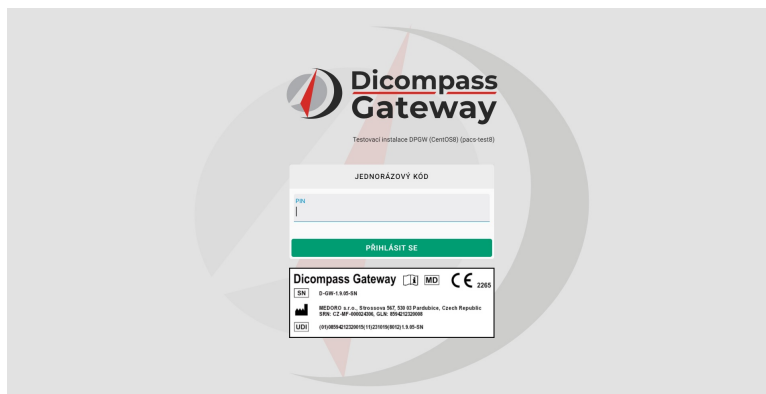 Dicompass
Gateway
Testovací instalace DPGW (CentOS8) (pacs-test8)
JEDNORÁZOVÝ KÓD
PIN
PŘIHLÁSIT SE
Dicompass Gateway MD CE 2265
SN D-GW-1.9.05-SN
MEDORO s.r.o., Strossova 567, 530 03 Pardubice, Czech Republic
SRN: CZ-MF-000024306, GLN: 8594212320008
UDI (01)08594212320015(11)231019(8012)1.9.05-SN